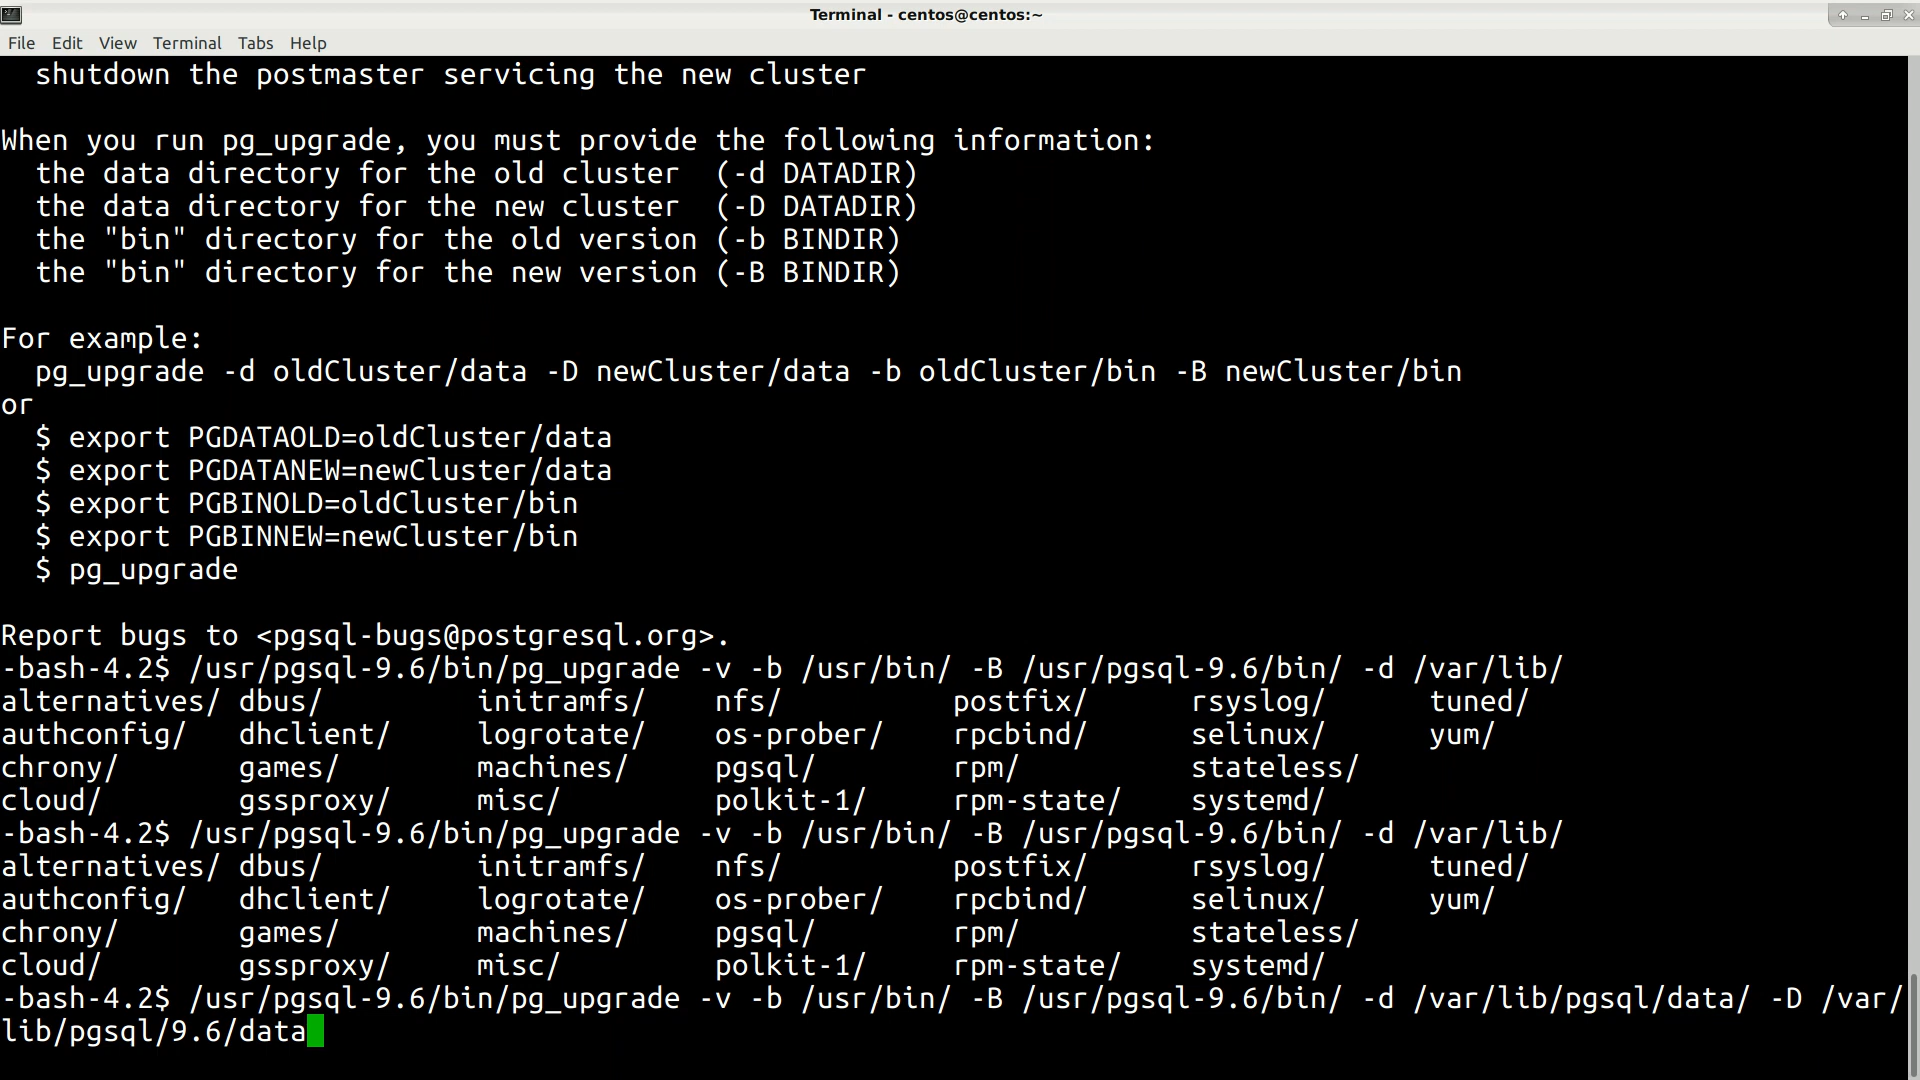 Terminal - centos@centos:~
File Edit View Terminal Tabs Help
shutdown the postmaster servicing the new cluster
When you run pg_upgrade, you must provide the following information:
the data directory for the old cluster (-d DATADIR)
the data directory for the new cluster (-D DATADIR)
the "bin" directory for the old version (-b BINDIR)
the "bin" directory for the new version (-B BINDIR)
For example:
pg_upgrade -d oldCluster/data -D newCluster/data -b oldCluster/bin -B newCluster/bin
or
$ export PGDATAOLD=oldCluster/data
$ export PGDATANEW=newCluster/data
$ export PGBINOLD=oldCluster/bin
$ export PGBINNEW=newCluster/bin
$ pg_upgrade
Report bugs to <pgsql-bugs@postgresql.org>.
-bash-4.2$ /usr/pgsql-9.6/bin/pg_upgrade -v -b /usr/bin/ -B /usr/pgsql-9.6/bin/ -d /var/lib/
alternatives/ dbus/ initramfs/ nfs/ postfix/ rsyslog/ tuned/
authconfig/ dhclient/ logrotate/ os-prober/ rpcbind/ selinux/ yum/
chrony/ games/ machines/ pgsql/ rpm/ stateless/
cloud/ gssproxy/ misc/ polkit-1/ rpm-state/ systemd/
-bash-4.2$ /usr/pgsql-9.6/bin/pg_upgrade -v -b /usr/bin/ -B /usr/pgsql-9.6/bin/ -d /var/lib/
alternatives/ dbus/ initramfs/ nfs/ postfix/ rsyslog/ tuned/
authconfig/ dhclient/ logrotate/ os-prober/ rpcbind/ selinux/ yum/
chrony/ games/ machines/ pgsql/ rpm/ stateless/
cloud/ gssproxy/ misc/ polkit-1/ rpm-state/ systemd/
-bash-4.2$ /usr/pgsql-9.6/bin/pg_upgrade -v -b /usr/bin/ -B /usr/pgsql-9.6/bin/ -d /var/lib/pgsql/data/ -D /var/
lib/pgsql/9.6/data